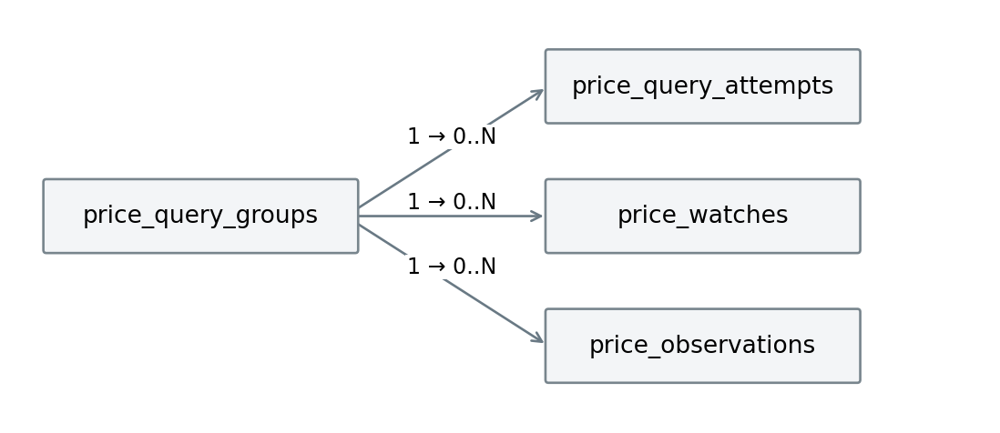 price_query_attempts
1 → 0..N
price_query_groups
1 → 0..N
price_watches
1 → 0..N
price_observations